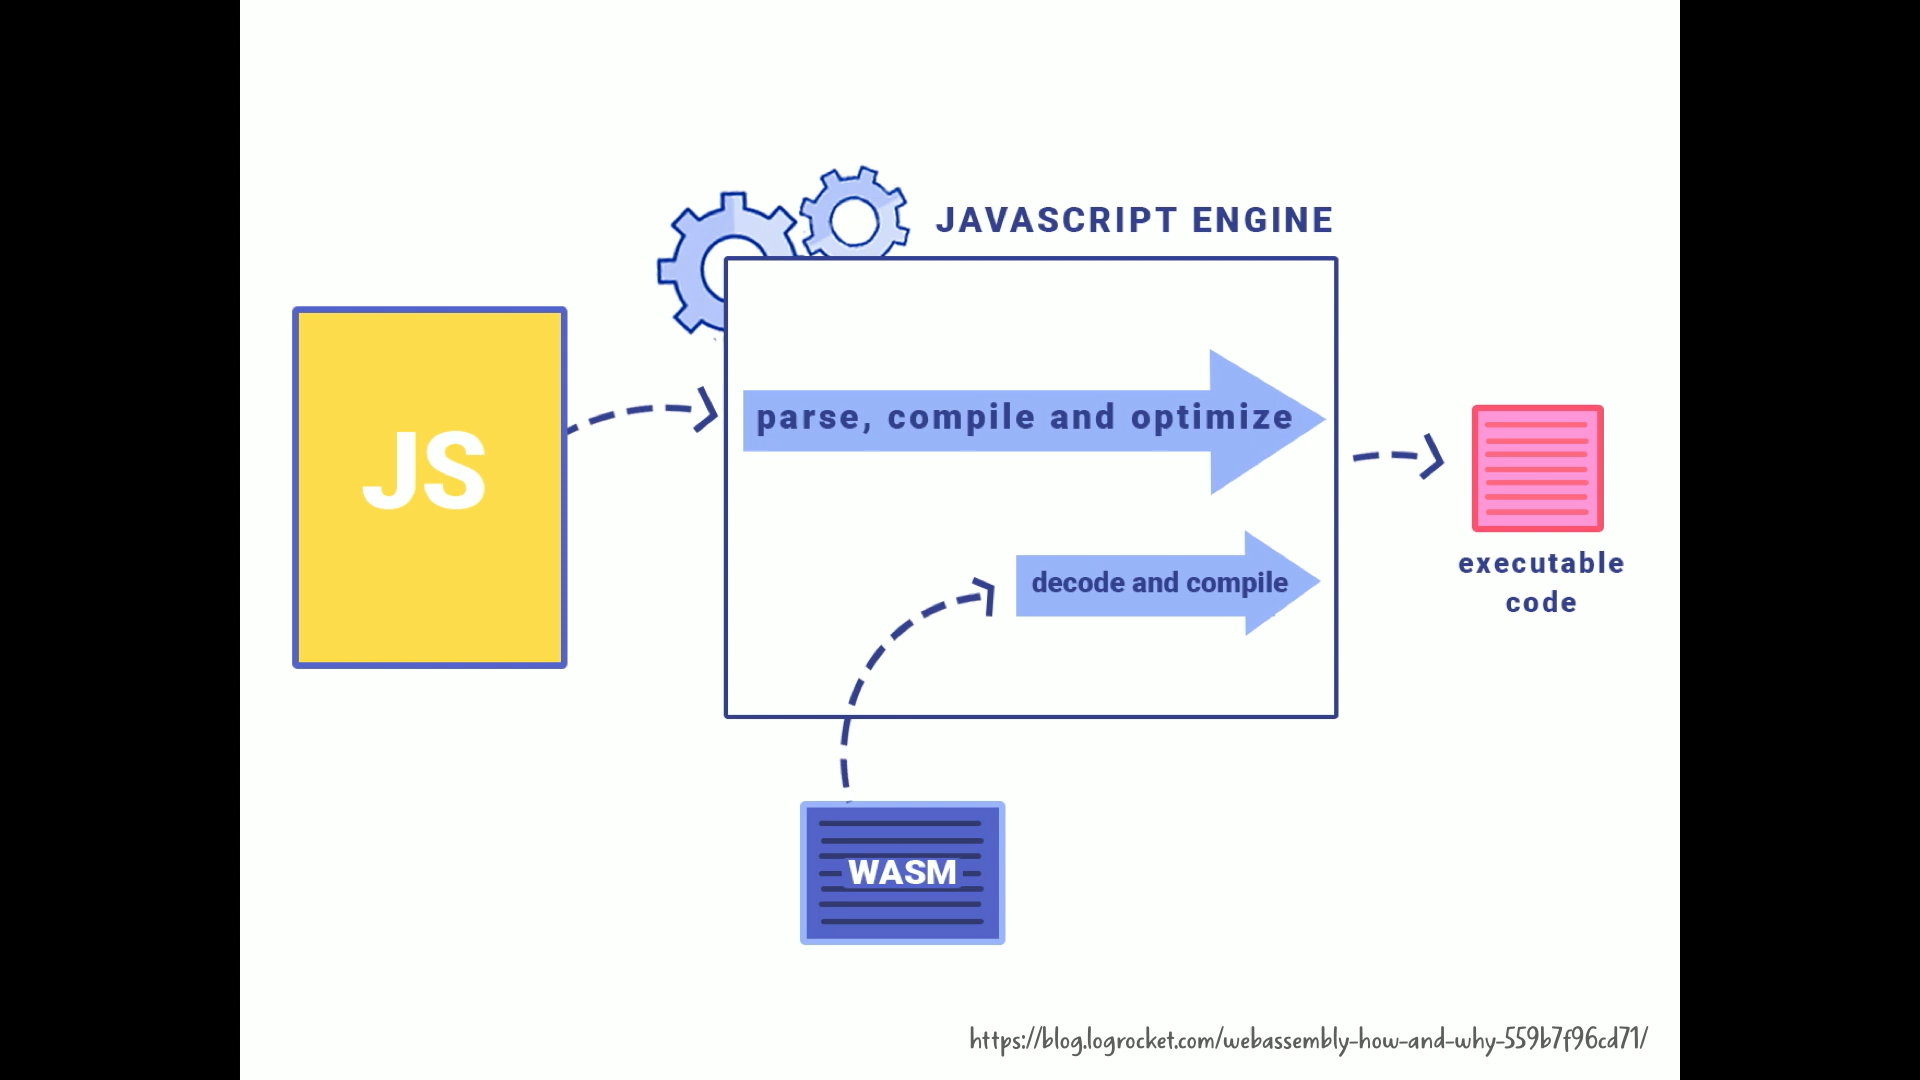 JAVASCRIPT ENGINE
JS
parse, compile and optimize
decode and compile
executable
code
WASM
https://blog.logrocket.com/webassembly-how-and-why-559b7f96cd71/